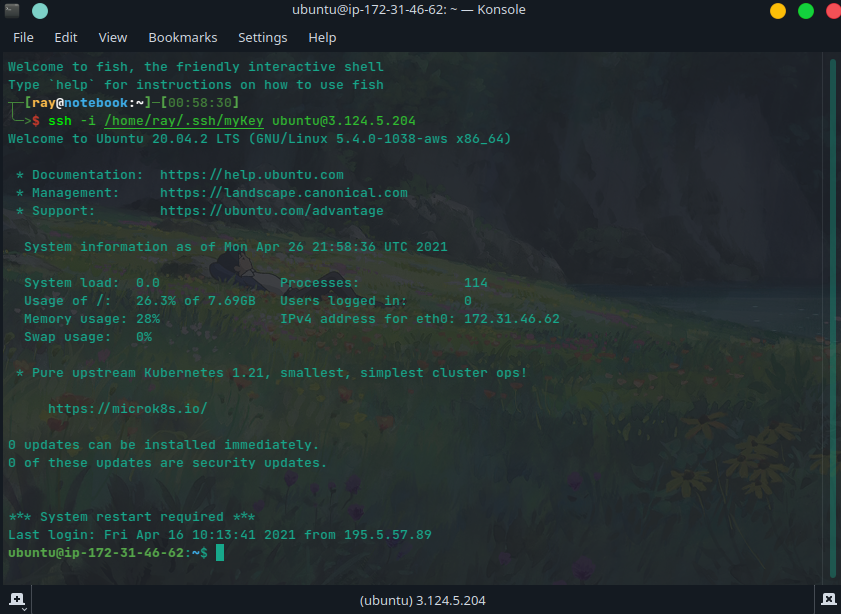 ubuntu@ip-172-31-46-62: ~ — Konsole
File Edit View Bookmarks Settings Help
Welcome to fish, the friendly interactive shell
Type `help` for instructions on how to use fish
┬─[ray@notebook:~]─[00:58:30]
╰─>$ ssh -i /home/ray/.ssh/myKey ubuntu@3.124.5.204
Welcome to Ubuntu 20.04.2 LTS (GNU/Linux 5.4.0-1038-aws x86_64)
* Documentation: https://help.ubuntu.com
* Management: https://landscape.canonical.com
* Support: https://ubuntu.com/advantage
System information as of Mon Apr 26 21:58:36 UTC 2021
System load: 0.0 Processes: 114
Usage of /: 26.3% of 7.69GB Users logged in: 0
Memory usage: 28% IPv4 address for eth0: 172.31.46.62
Swap usage: 0%
* Pure upstream Kubernetes 1.21, smallest, simplest cluster ops!
https://microk8s.io/
0 updates can be installed immediately.
0 of these updates are security updates.
*** System restart required ***
Last login: Fri Apr 16 10:13:41 2021 from 195.5.57.89
ubuntu@ip-172-31-46-62:~$
(ubuntu) 3.124.5.204